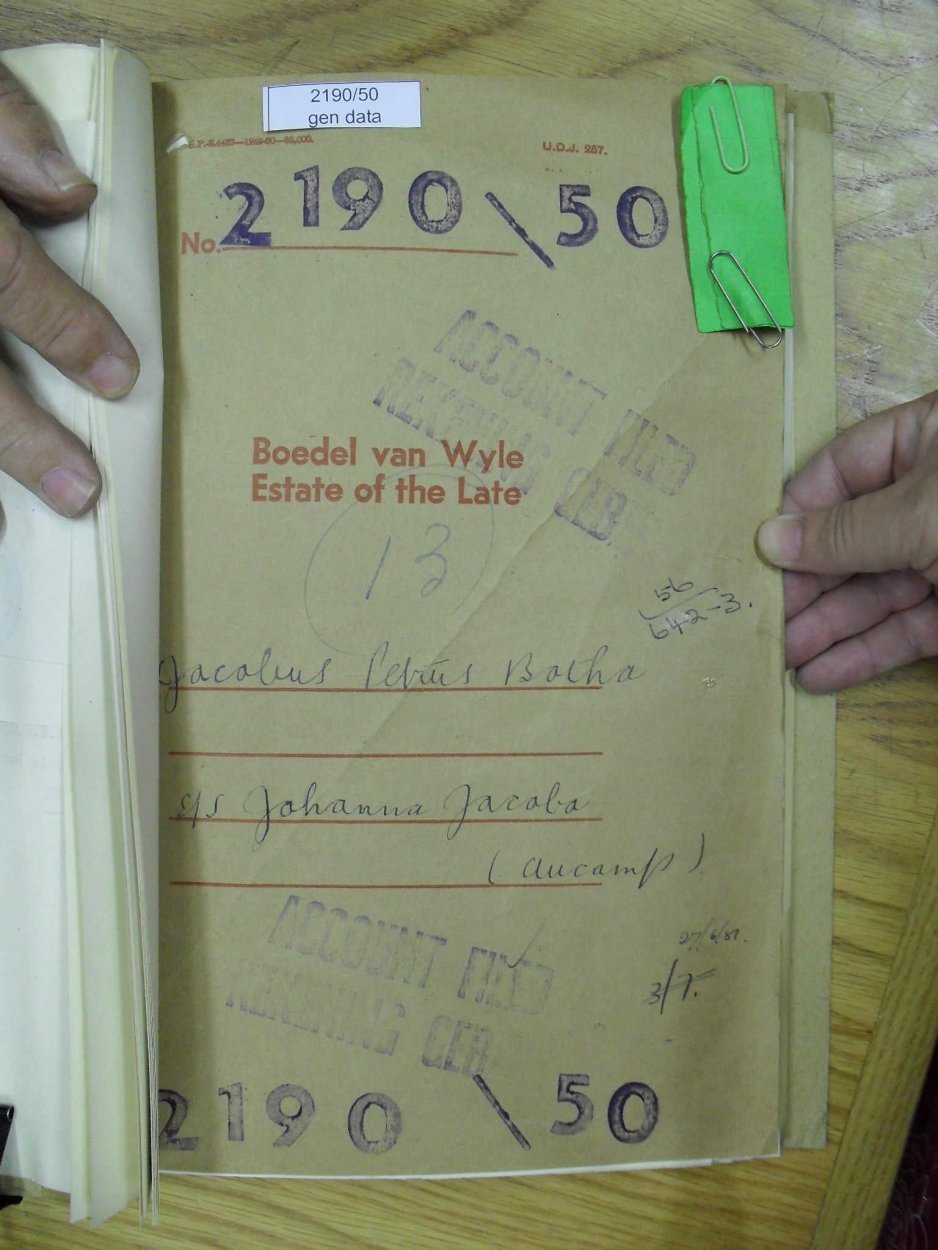 2190/50
gen data
U.D.J. 257.
No. 2190\50
ACCOUNT FILED
REKENING GER
Boedel van Wyle
Estate of the Late
13
56
642-3.
Jacobus Petrus Botha
s/s Johanna Jacoba
(Aucamp)
ACCOUNT FILED
REKENING GER
27/6/51.
3/7.
2190\50